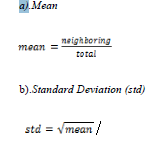 a).Mean
mean = neighboring / total
b).Standard Deviation (std)
std = √mean /